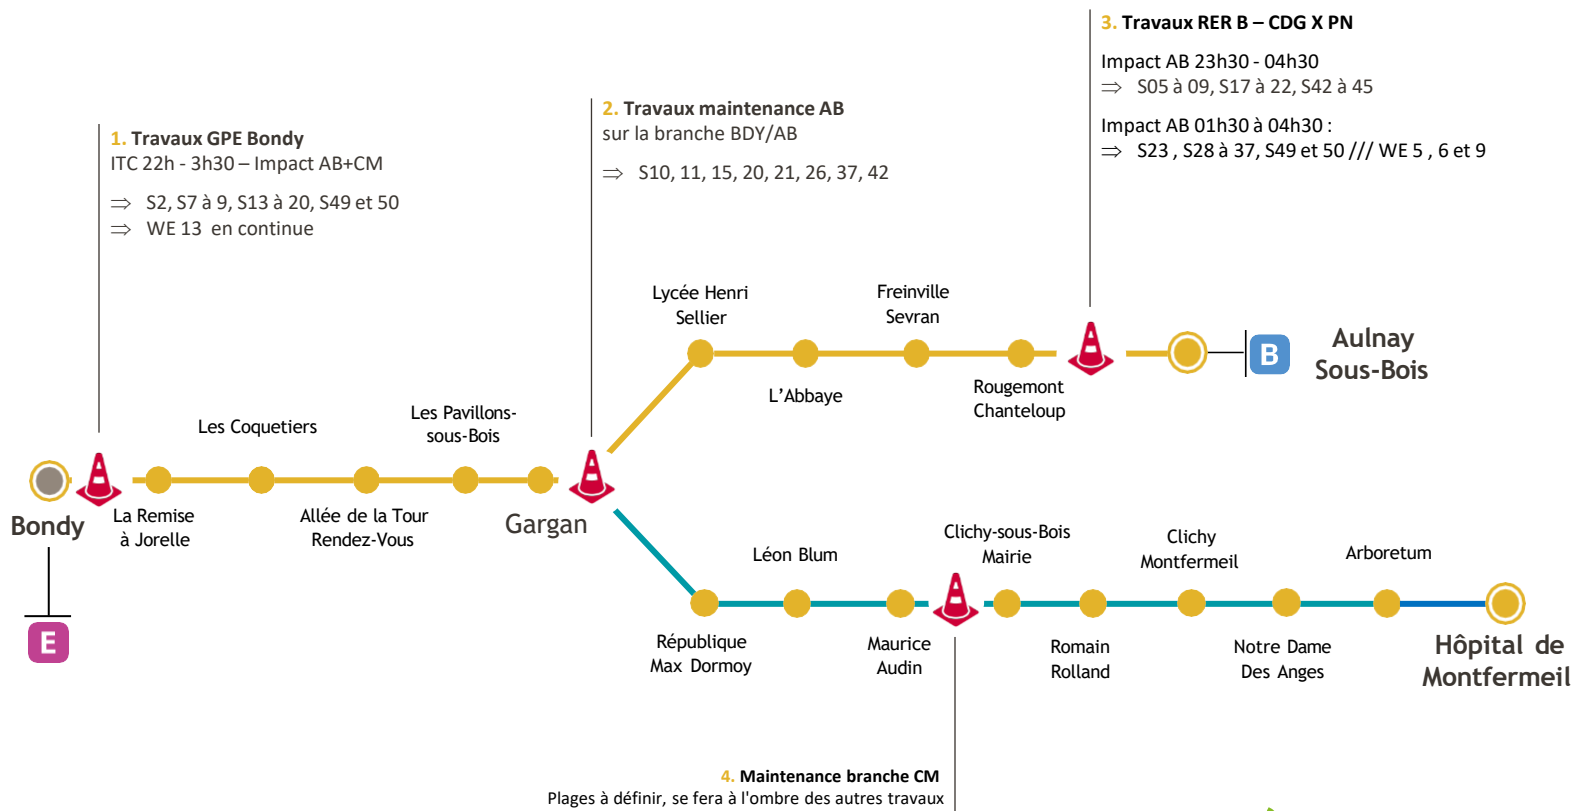 3. Travaux RER B – CDG X PN
Impact AB 23h30 - 04h30
⇒ S05 à 09, S17 à 22, S42 à 45
Impact AB 01h30 à 04h30 :
⇒ S23 , S28 à 37, S49 et 50 /// WE 5 , 6 et 9
2. Travaux maintenance AB
sur la branche BDY/AB
⇒ S10, 11, 15, 20, 21, 26, 37, 42
1. Travaux GPE Bondy
ITC 22h - 3h30 – Impact AB+CM
⇒ S2, S7 à 9, S13 à 20, S49 et 50
⇒ WE 13 en continue
Lycée Henri
Sellier
Freinville
Sevran
L'Abbaye
Rougemont
Chanteloup
B
Aulnay
Sous-Bois
Les Coquetiers
Les Pavillons-
sous-Bois
Bondy
La Remise
à Jorelle
Allée de la Tour
Rendez-Vous
Gargan
E
Léon Blum
Clichy-sous-Bois
Mairie
Clichy
Montfermeil
Arboretum
République
Max Dormoy
Maurice
Audin
Romain
Rolland
Notre Dame
Des Anges
Hôpital de
Montfermeil
4. Maintenance branche CM
Plages à définir, se fera à l'ombre des autres travaux